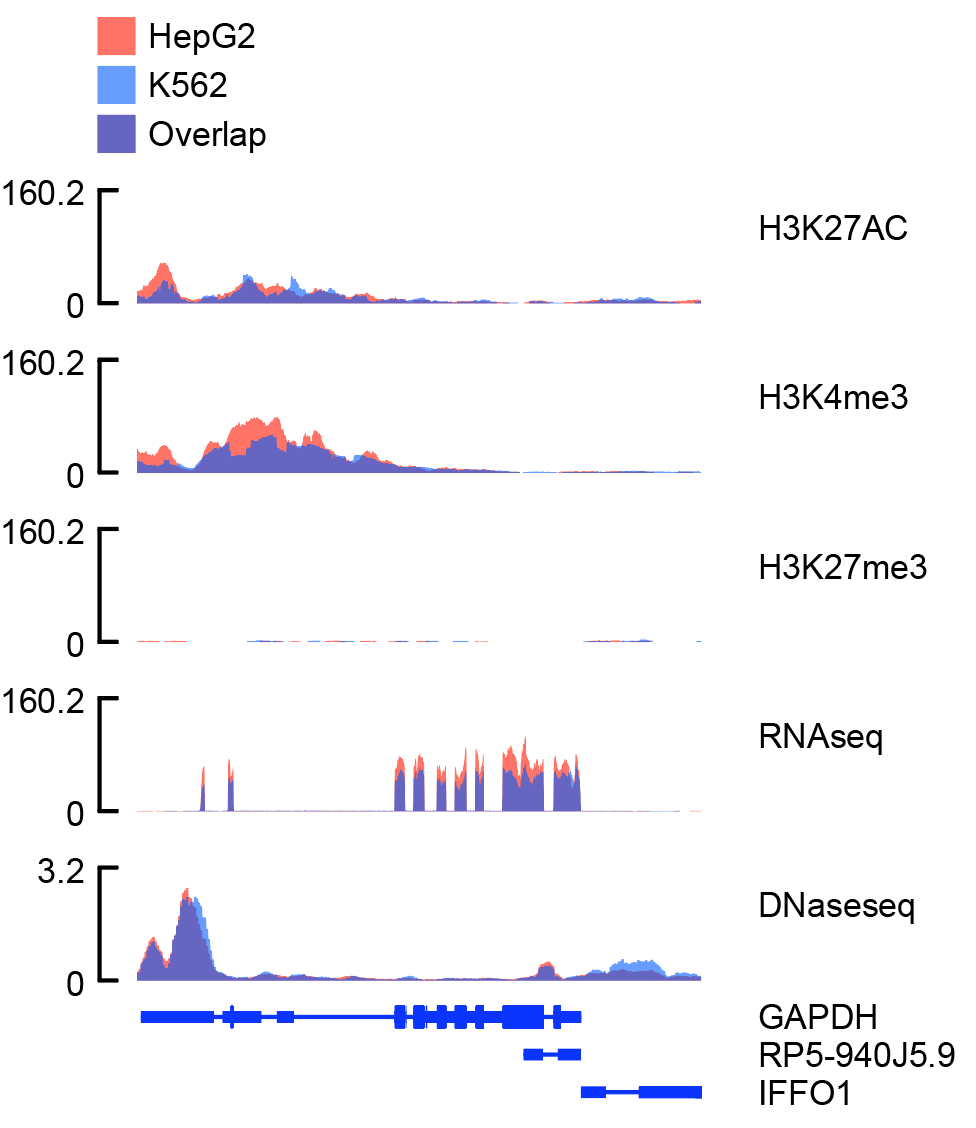 HepG2
K562
Overlap
160.2
H3K27AC
0
160.2
H3K4me3
0
160.2
H3K27me3
0
160.2
RNAseq
0
3.2
DNaseseq
0
GAPDH
RP5-940J5.9
IFFO1